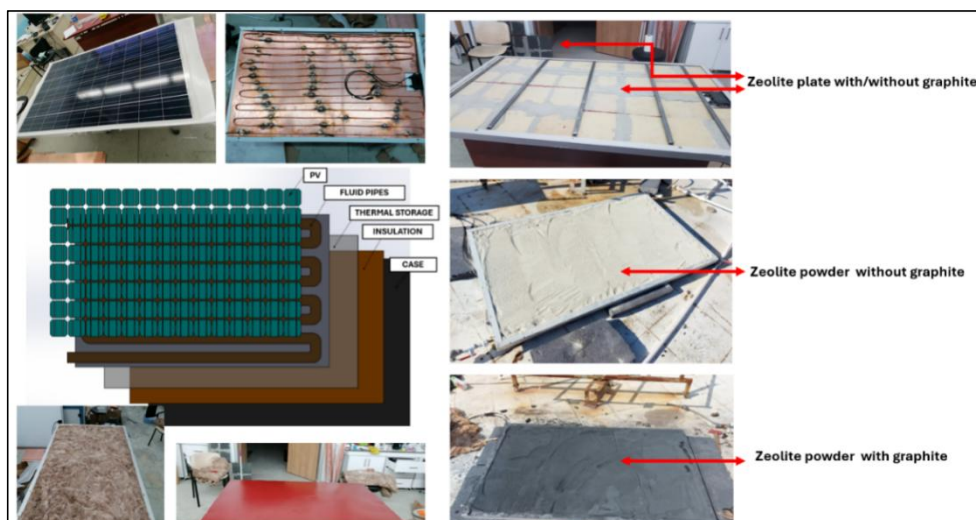 Zeolite plate with/without graphite
PV
FLUID PIPES
THERMAL STORAGE
INSULATION
CASE
Zeolite powder without graphite
Zeolite powder with graphite